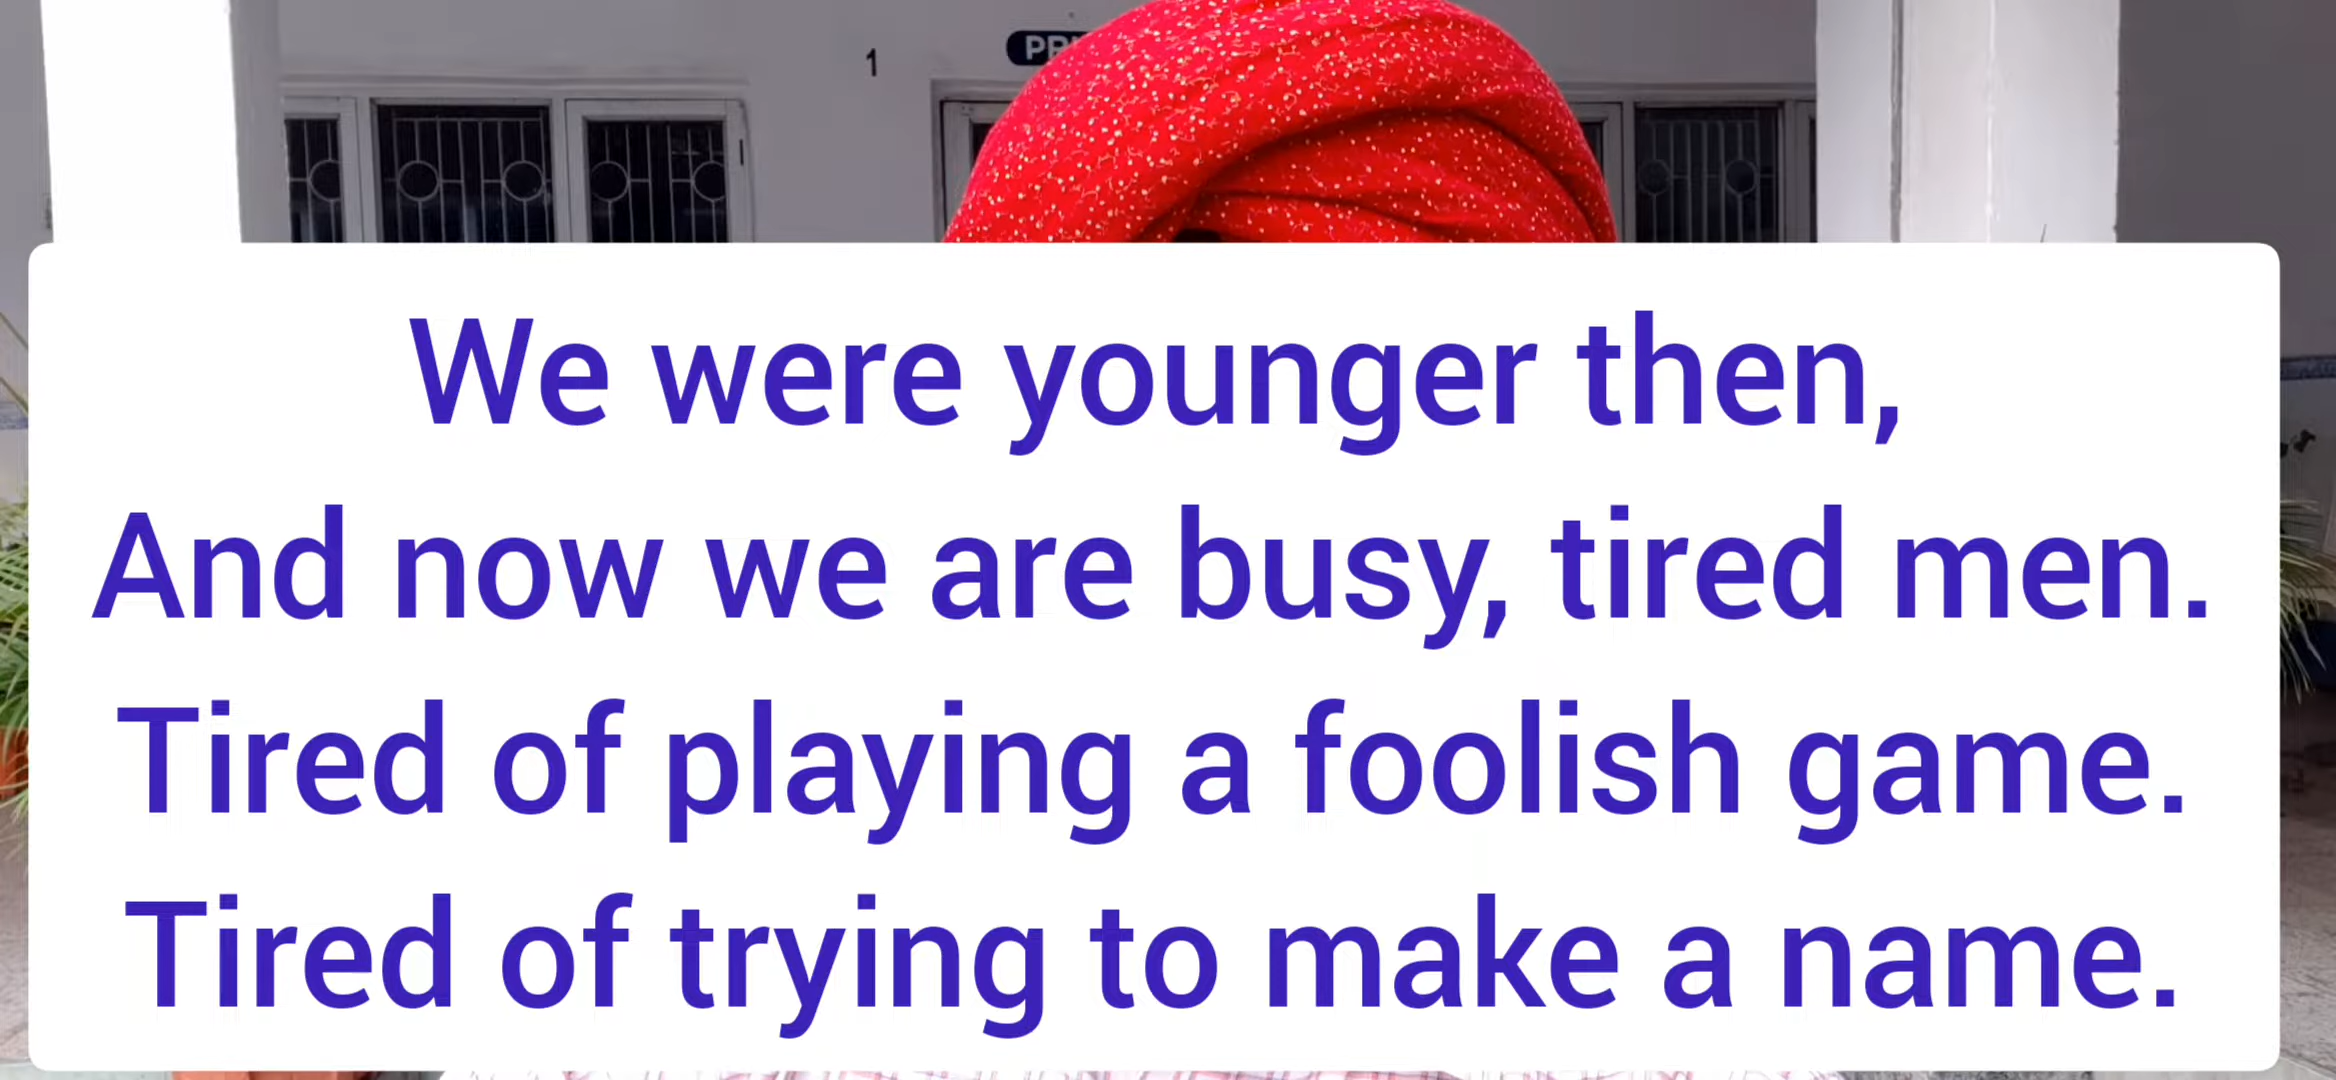 1
We were younger then,
And now we are busy, tired men.
Tired of playing a foolish game.
Tired of trying to make a name.